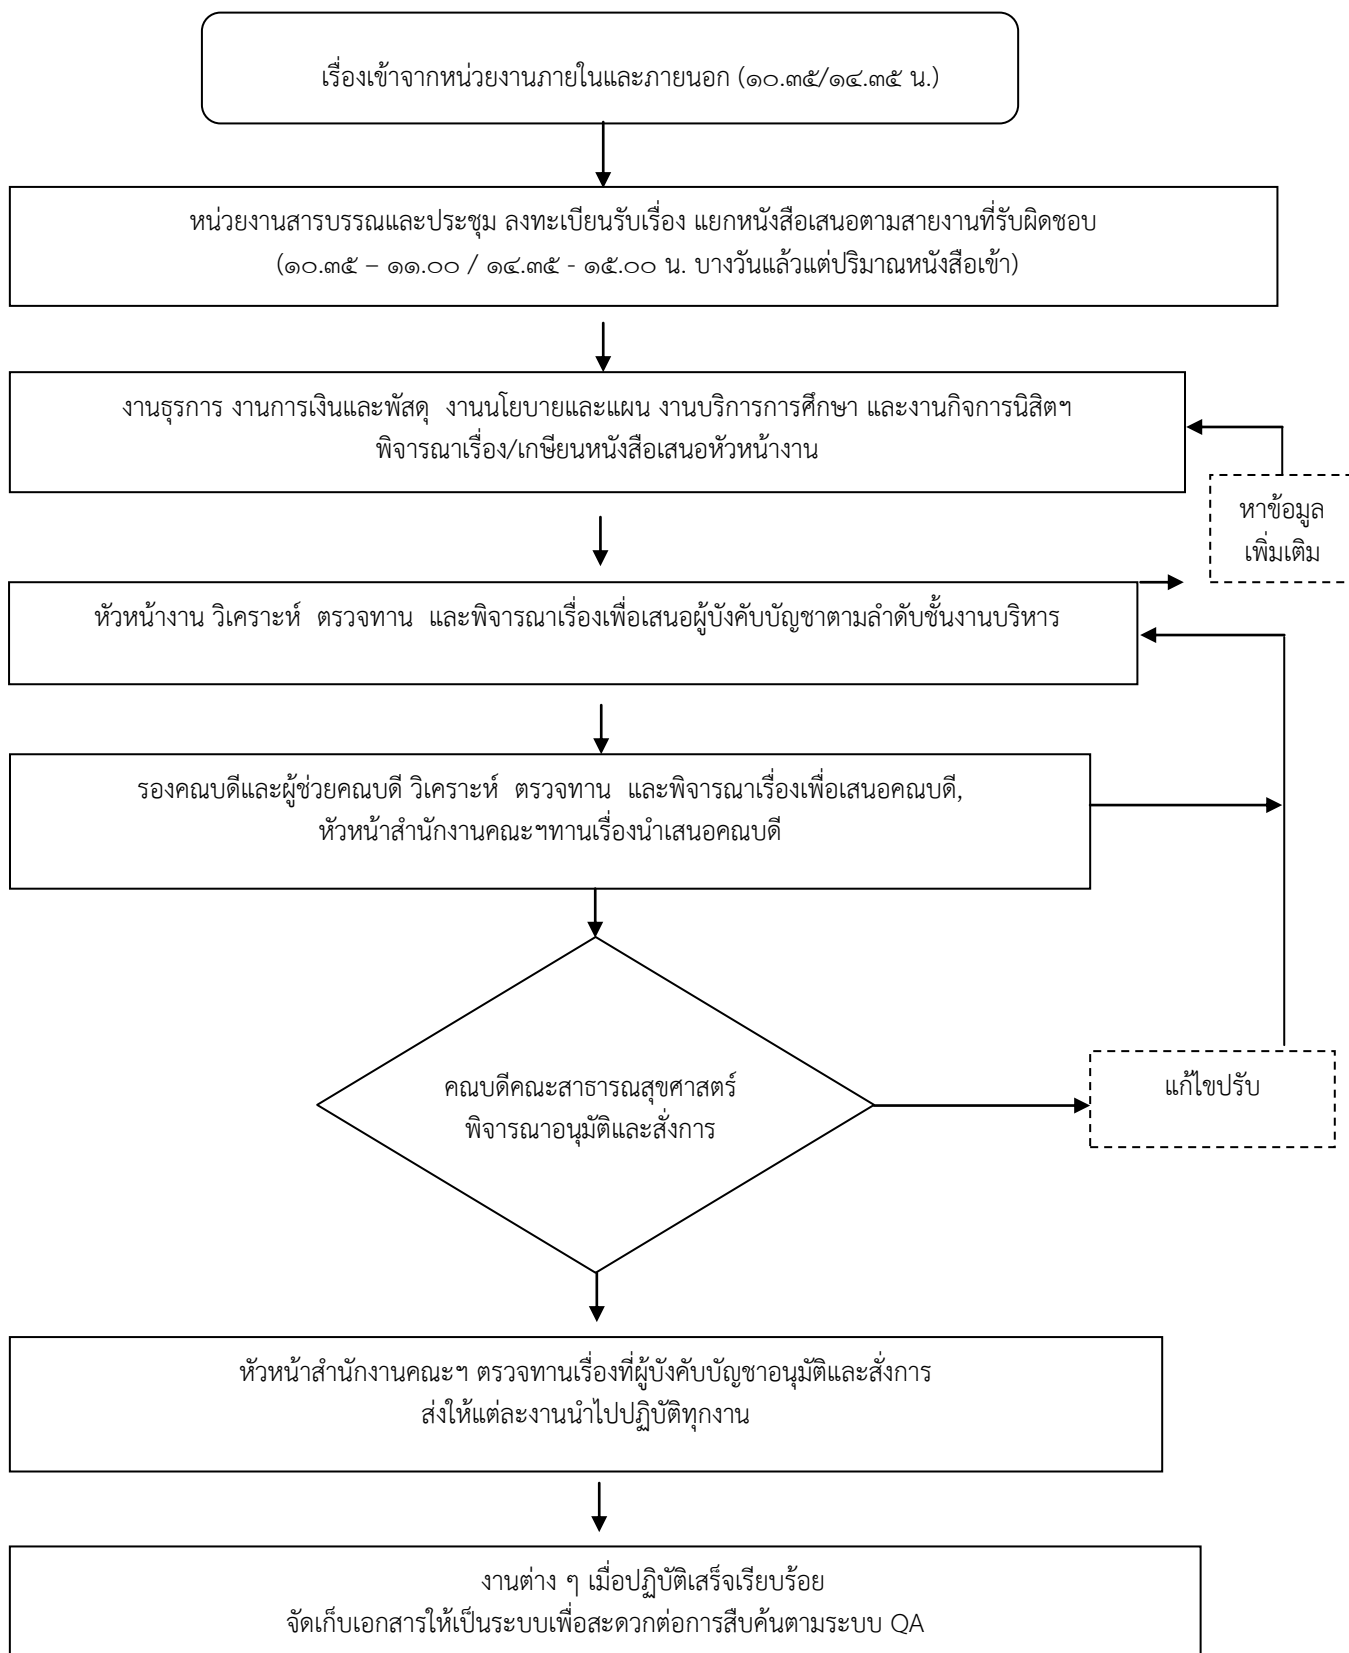 เรื่องเข้าจากหน่วยงานภายในและภายนอก (๑๐.๓๕/๑๔.๓๕ น.)
หน่วยงานสารบรรณและประชุม ลงทะเบียนรับเรื่อง แยกหนังสือเสนอตามสายงานที่รับผิดชอบ
(๑๐.๓๕ – ๑๑.๐๐ / ๑๔.๓๕ - ๑๕.๐๐ น. บางวันแล้วแต่ปริมาณหนังสือเข้า)
งานธุรการ งานการเงินและพัสดุ งานนโยบายและแผน งานบริการการศึกษา และงานกิจการนิสิตฯ
พิจารณาเรื่อง/เกษียนหนังสือเสนอหัวหน้างาน
หาข้อมูล
เพิ่มเติม
หัวหน้างาน วิเคราะห์ ตรวจทาน และพิจารณาเรื่องเพื่อเสนอผู้บังคับบัญชาตามลำดับชั้นงานบริหาร
รองคณบดีและผู้ช่วยคณบดี วิเคราะห์ ตรวจทาน และพิจารณาเรื่องเพื่อเสนอคณบดี,
หัวหน้าสำนักงานคณะฯทานเรื่องนำเสนอคณบดี
คณบดีคณะสาธารณสุขศาสตร์
พิจารณาอนุมัติและสั่งการ
แก้ไขปรับ
หัวหน้าสำนักงานคณะฯ ตรวจทานเรื่องที่ผู้บังคับบัญชาอนุมัติและสั่งการ
ส่งให้แต่ละงานนำไปปฏิบัติทุกงาน
งานต่าง ๆ เมื่อปฏิบัติเสร็จเรียบร้อย
จัดเก็บเอกสารให้เป็นระบบเพื่อสะดวกต่อการสืบค้นตามระบบ QA